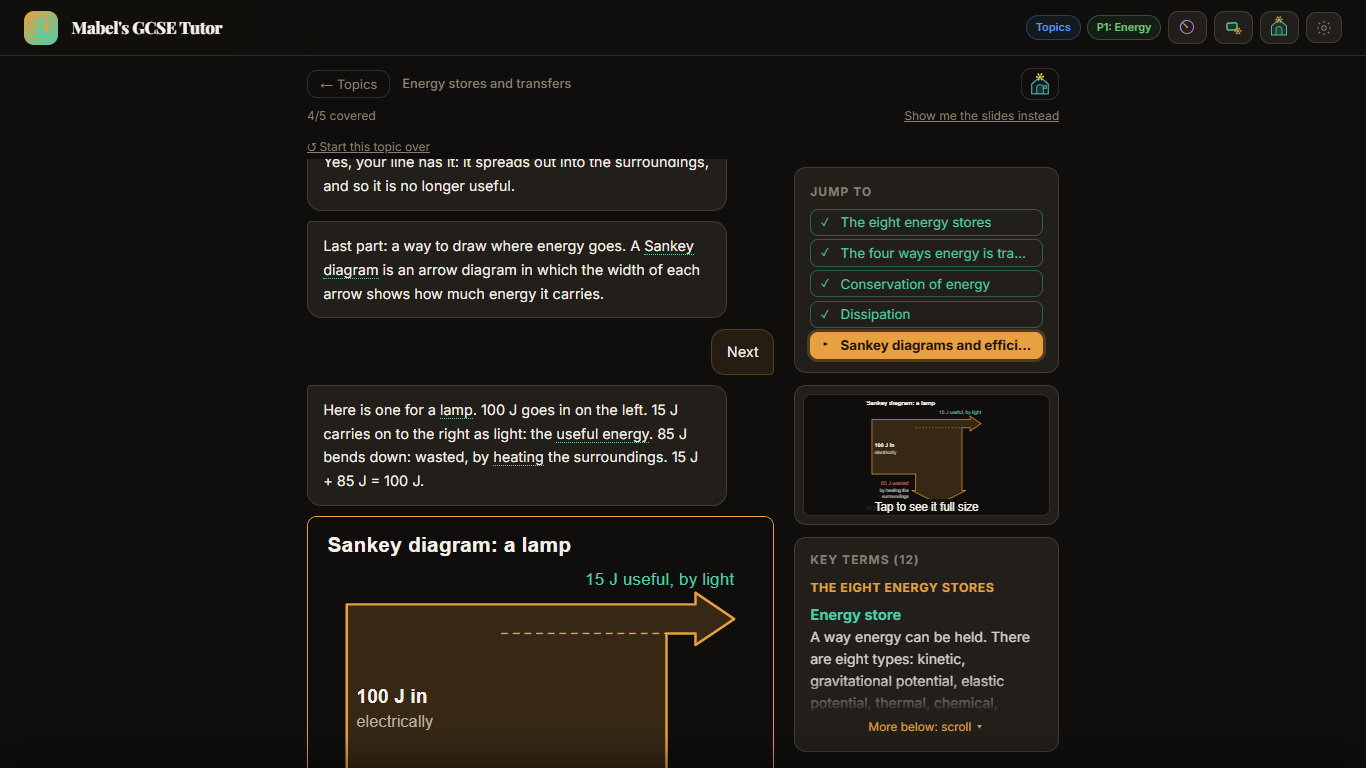 Mabel's GCSE Tutor
Topics
P1: Energy
← Topics
Energy stores and transfers
4/5 covered
Show me the slides instead
↺ Start this topic over
Yes, your line has it: it spreads out into the surroundings,
and so it is no longer useful.
Last part: a way to draw where energy goes. A Sankey
diagram is an arrow diagram in which the width of each
arrow shows how much energy it carries.
Next
Here is one for a lamp. 100 J goes in on the left. 15 J
carries on to the right as light: the useful energy. 85 J
bends down: wasted, by heating the surroundings. 15 J
+ 85 J = 100 J.
Sankey diagram: a lamp
15 J useful, by light
100 J in
electrically
JUMP TO
✓ The eight energy stores
✓ The four ways energy is tra...
✓ Conservation of energy
✓ Dissipation
‣ Sankey diagrams and effici...
Sankey diagram: a lamp
15 J useful, by light
100 J in
electrically
85 J wasted
by heating the
surroundings
Tap to see it full size
KEY TERMS (12)
THE EIGHT ENERGY STORES
Energy store
A way energy can be held. There
are eight types: kinetic,
gravitational potential, elastic
potential, thermal, chemical,
More below: scroll ▾